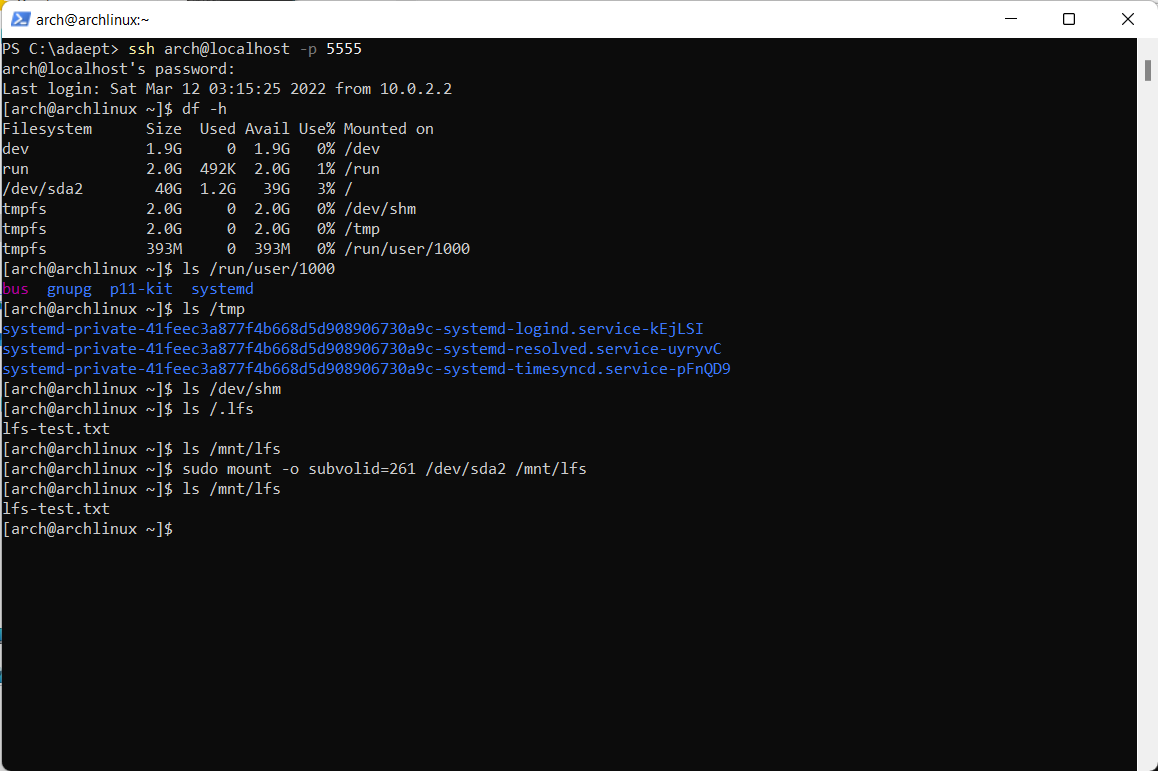 arch@archlinux:~
PS C:\adaept> ssh arch@localhost -p 5555
arch@localhost's password:
Last login: Sat Mar 12 03:15:25 2022 from 10.0.2.2
[arch@archlinux ~]$ df -h
Filesystem      Size  Used Avail Use% Mounted on
dev             1.9G     0  1.9G   0% /dev
run             2.0G  492K  2.0G   1% /run
/dev/sda2        40G  1.2G   39G   3% /
tmpfs           2.0G     0  2.0G   0% /dev/shm
tmpfs           2.0G     0  2.0G   0% /tmp
tmpfs           393M     0  393M   0% /run/user/1000
[arch@archlinux ~]$ ls /run/user/1000
bus  gnupg  p11-kit  systemd
[arch@archlinux ~]$ ls /tmp
systemd-private-41feec3a877f4b668d5d908906730a9c-systemd-logind.service-kEjLSI
systemd-private-41feec3a877f4b668d5d908906730a9c-systemd-resolved.service-uyryvC
systemd-private-41feec3a877f4b668d5d908906730a9c-systemd-timesyncd.service-pFnQD9
[arch@archlinux ~]$ ls /dev/shm
[arch@archlinux ~]$ ls /.lfs
lfs-test.txt
[arch@archlinux ~]$ ls /mnt/lfs
[arch@archlinux ~]$ sudo mount -o subvolid=261 /dev/sda2 /mnt/lfs
[arch@archlinux ~]$ ls /mnt/lfs
lfs-test.txt
[arch@archlinux ~]$